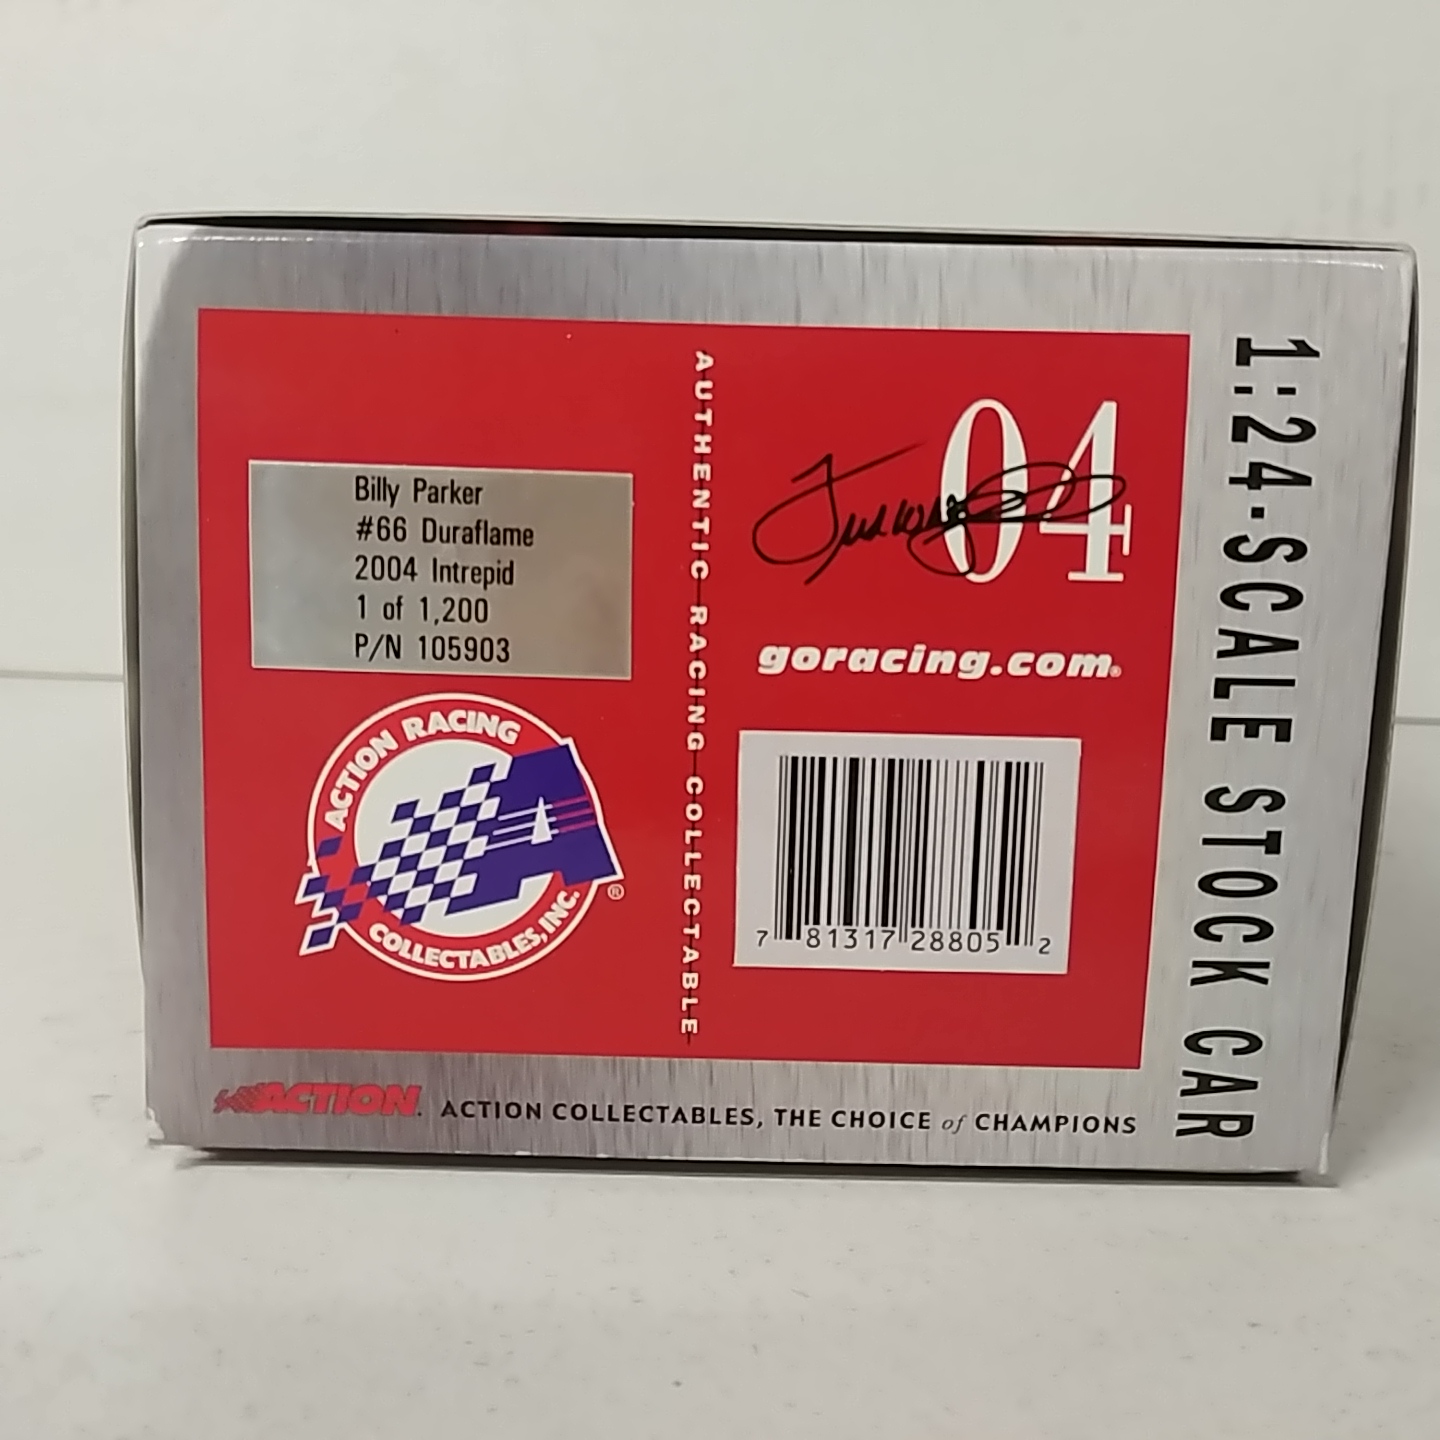 Billy Parker
#66 Duraflame
2004 Intrepid
1 of 1,200
P/N 105903
ACTION RACING
COLLECTABLES, INC.
®
AUTHENTIC RACING COLLECTABLE
04
goracing.com
7 81317 28805 2
1:24-SCALE STOCK CAR
ACTION. ACTION COLLECTABLES, THE CHOICE of CHAMPIONS